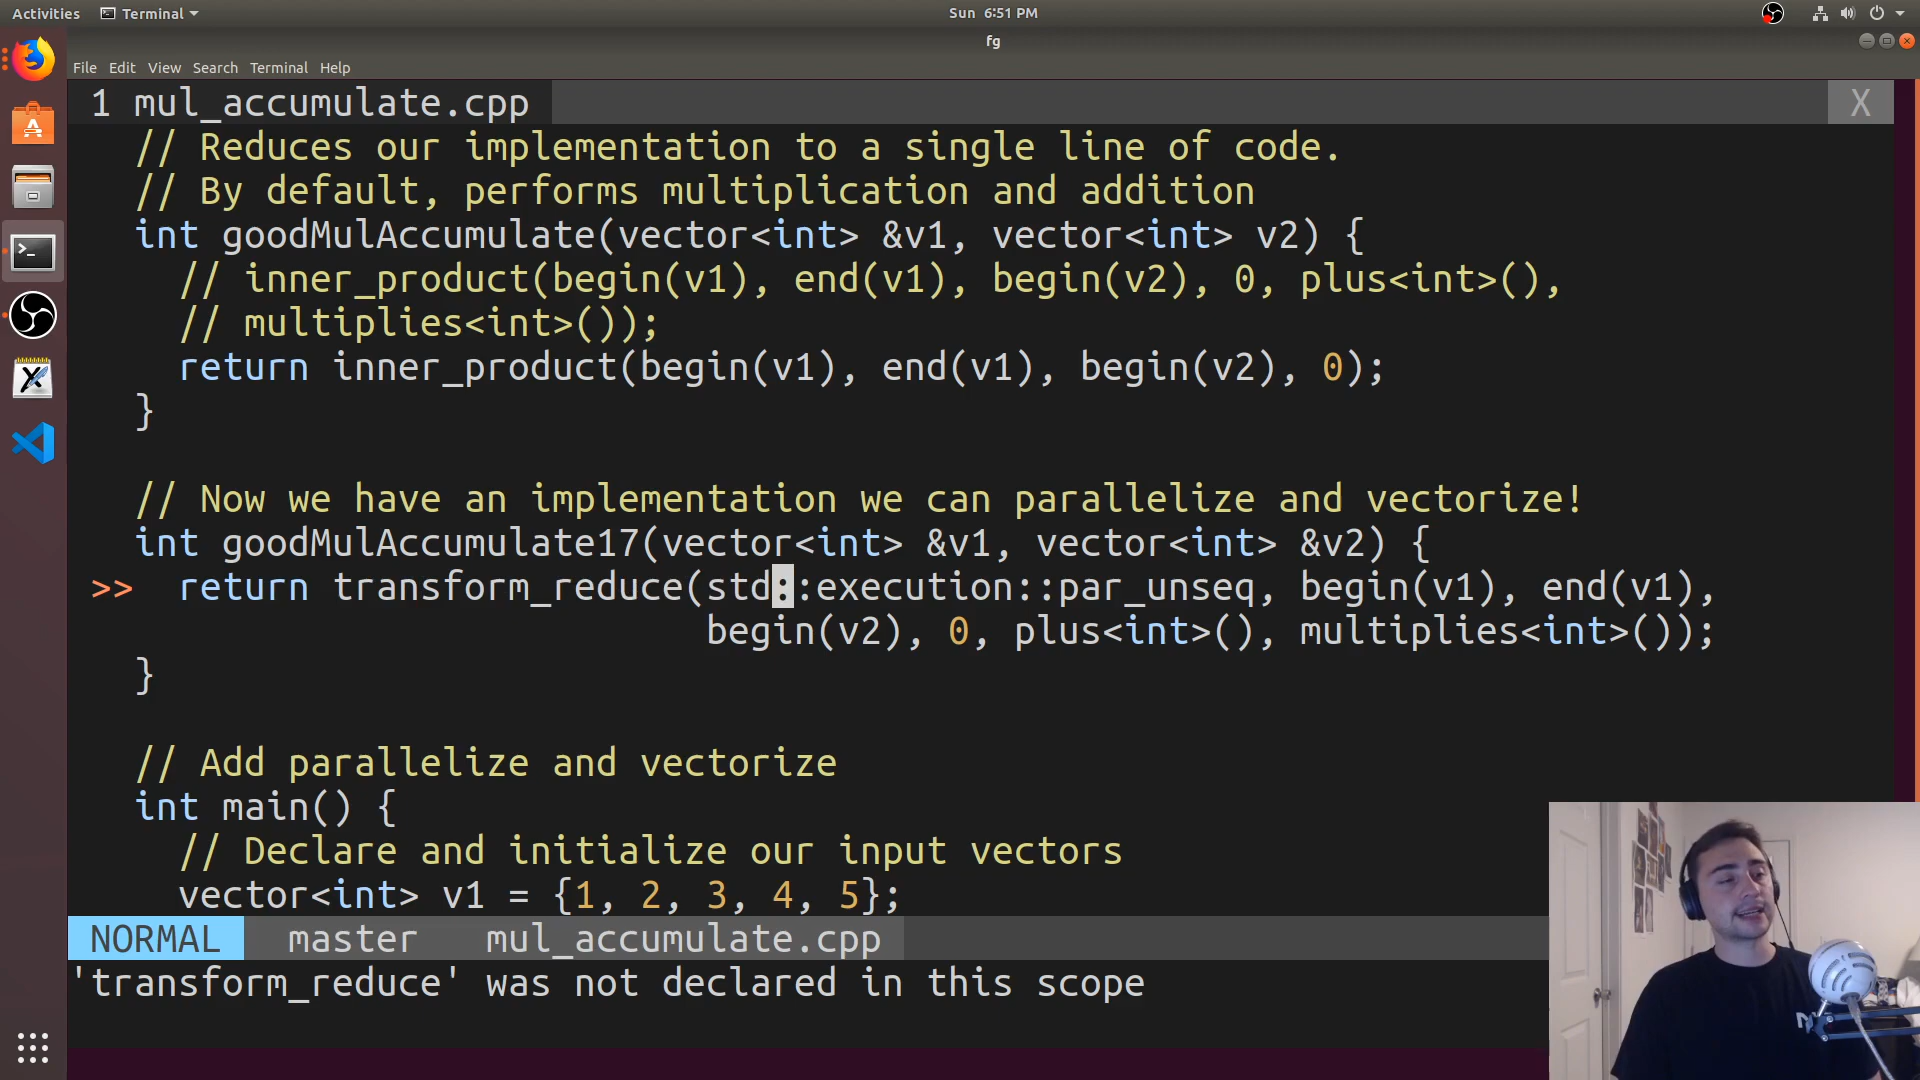 Activities Terminal Sun 6:51 PM
fg
File Edit View Search Terminal Help
1 mul_accumulate.cpp X
// Reduces our implementation to a single line of code.
// By default, performs multiplication and addition
int goodMulAccumulate(vector<int> &v1, vector<int> v2) {
// inner_product(begin(v1), end(v1), begin(v2), 0, plus<int>(),
// multiplies<int>());
return inner_product(begin(v1), end(v1), begin(v2), 0);
}
// Now we have an implementation we can parallelize and vectorize!
int goodMulAccumulate17(vector<int> &v1, vector<int> &v2) {
>> return transform_reduce(std::execution::par_unseq, begin(v1), end(v1),
begin(v2), 0, plus<int>(), multiplies<int>());
}
// Add parallelize and vectorize
int main() {
// Declare and initialize our input vectors
vector<int> v1 = {1, 2, 3, 4, 5};
NORMAL master mul_accumulate.cpp
'transform_reduce' was not declared in this scope